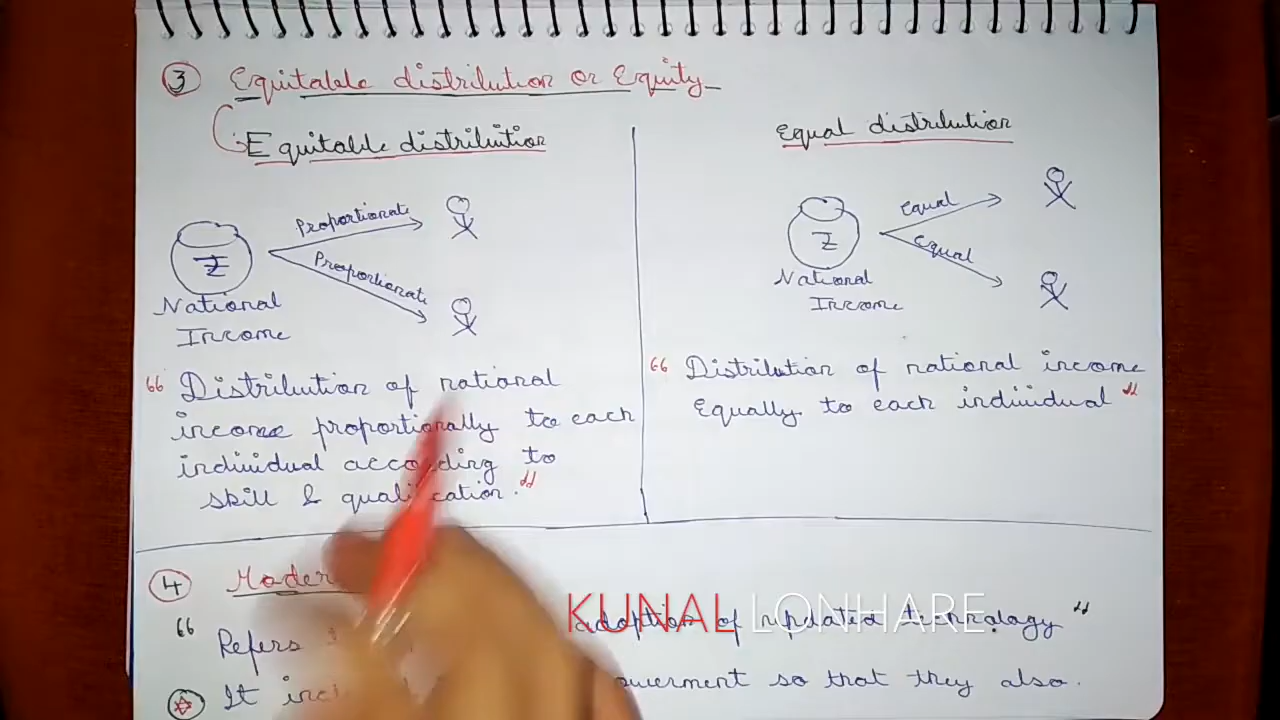 ③ Equitable distribution or Equity
Equitable distribution
Proportionate
Proportionate
₹
National
Income
“ Distribution of national
income proportionally to each
individual according to
skill & qualification. ”
Equal distribution
Equal
Equal
₹
National
Income
“ Distribution of national income
Equally to each individual ”
④
“ Refers adoption of updated technology ”
It so that they also.
KUNAL LONHARE